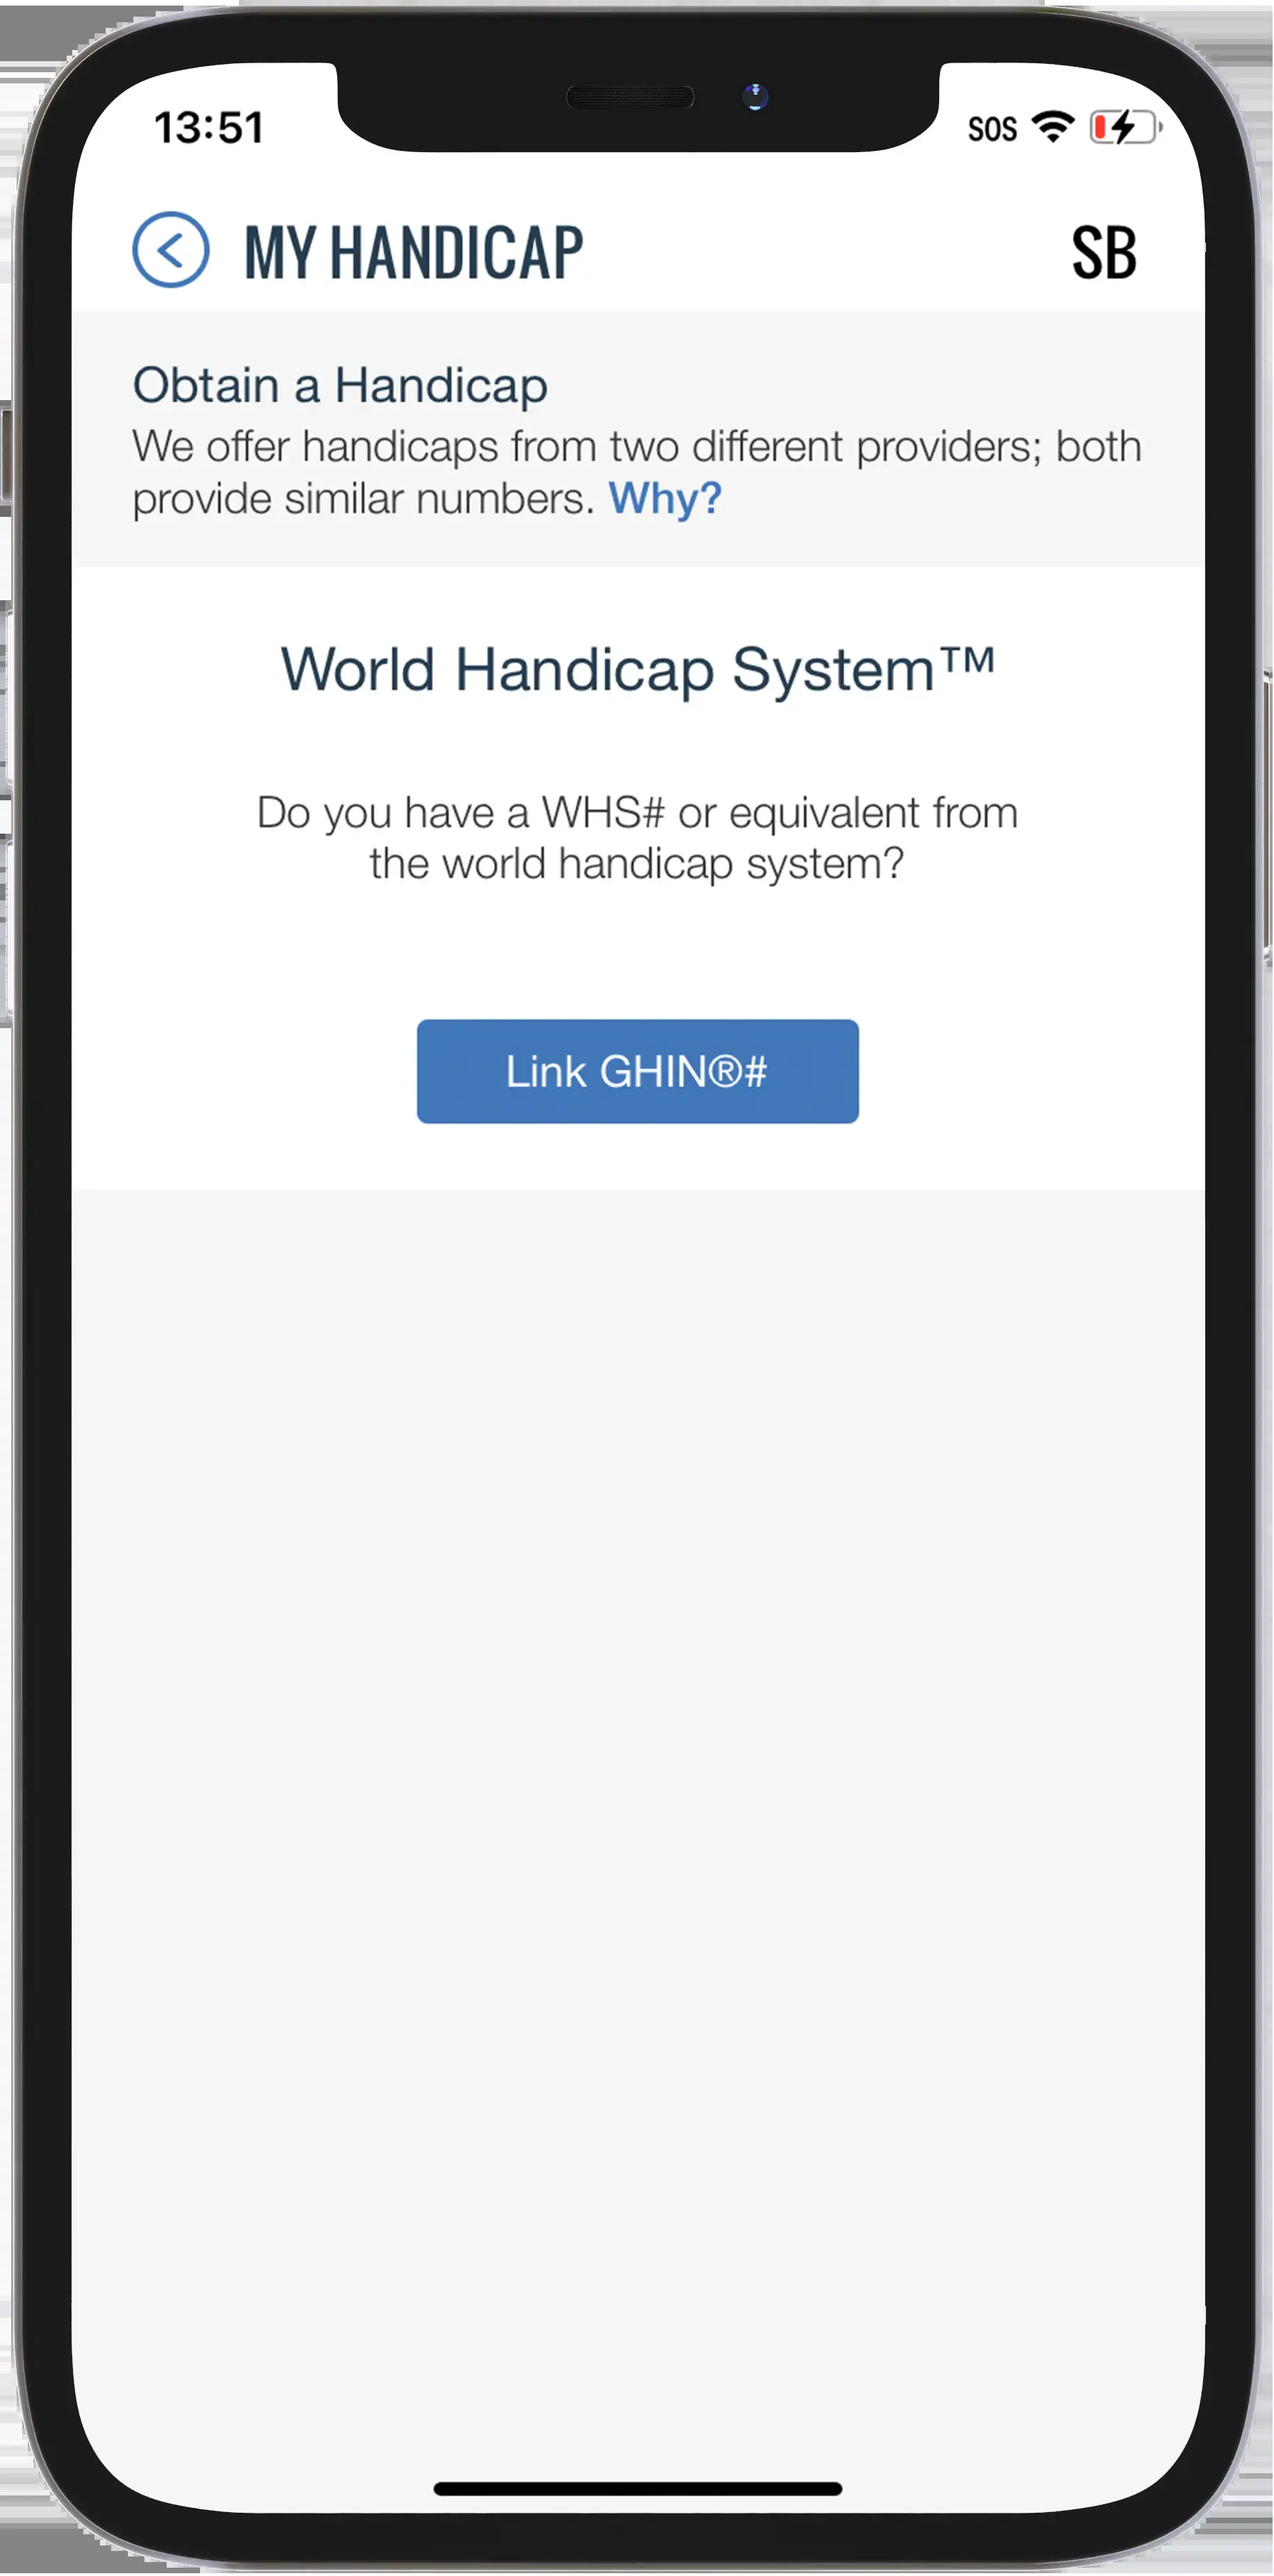 13:51 SOS
MY HANDICAP SB
Obtain a Handicap
We offer handicaps from two different providers; both
provide similar numbers. Why?
World Handicap System™
Do you have a WHS# or equivalent from
the world handicap system?
Link GHIN®#